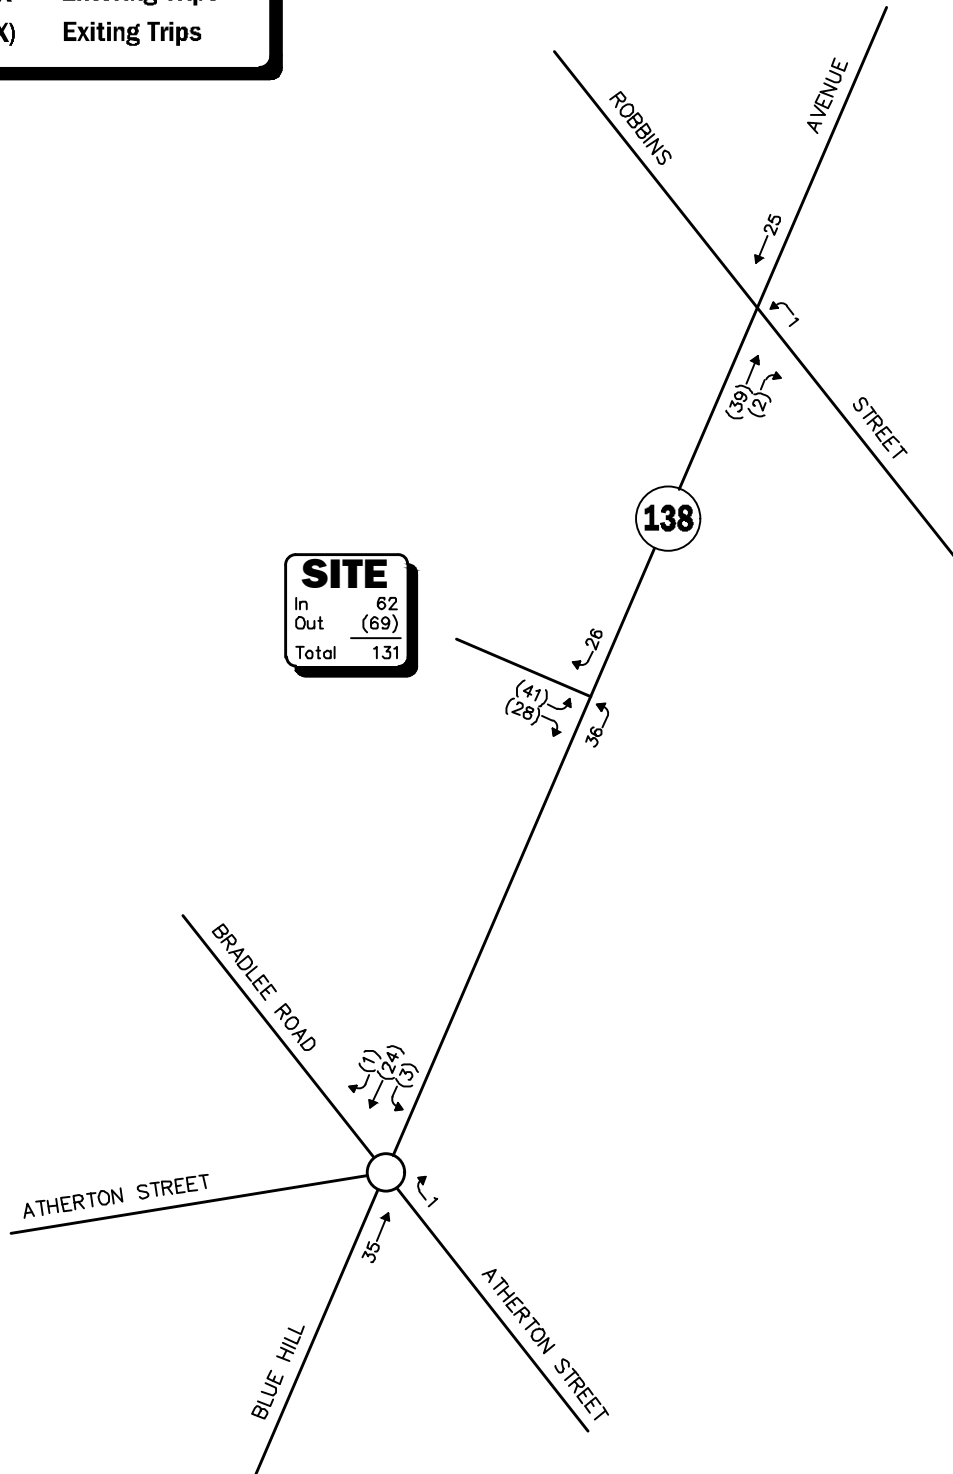 Exiting Trips
ROBBINS
AVENUE
25
1
(39)
(2)
STREET
138
SITE
In 62
Out (69)
Total 131
26
(41)
(28)
36
BRADLEE ROAD
(1)
(24)
(3)
ATHERTON STREET
1
35
ATHERTON STREET
BLUE HILL